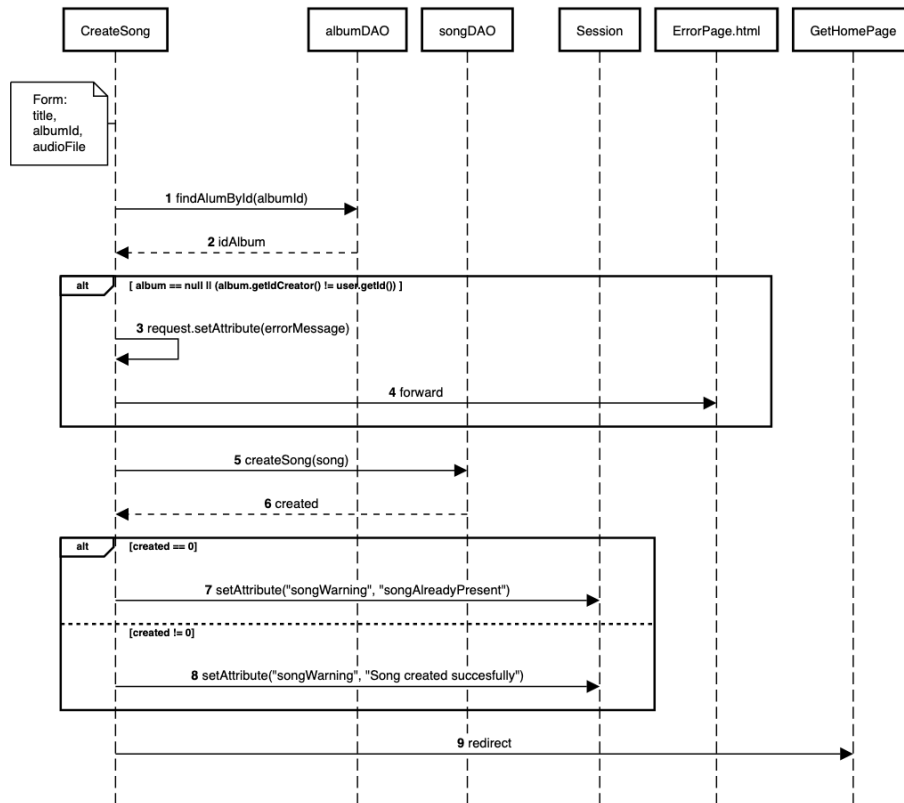 CreateSong
albumDAO
songDAO
Session
ErrorPage.html
GetHomePage
Form:
title,
albumId,
audioFile
1 findAlumById(albumId)
2 idAlbum
alt [ album == null || (album.getIdCreator() != user.getId()) ]
3 request.setAttribute(errorMessage)
4 forward
5 createSong(song)
6 created
alt [created == 0]
7 setAttribute("songWarning", "songAlreadyPresent")
[created != 0]
8 setAttribute("songWarning", "Song created succesfully")
9 redirect